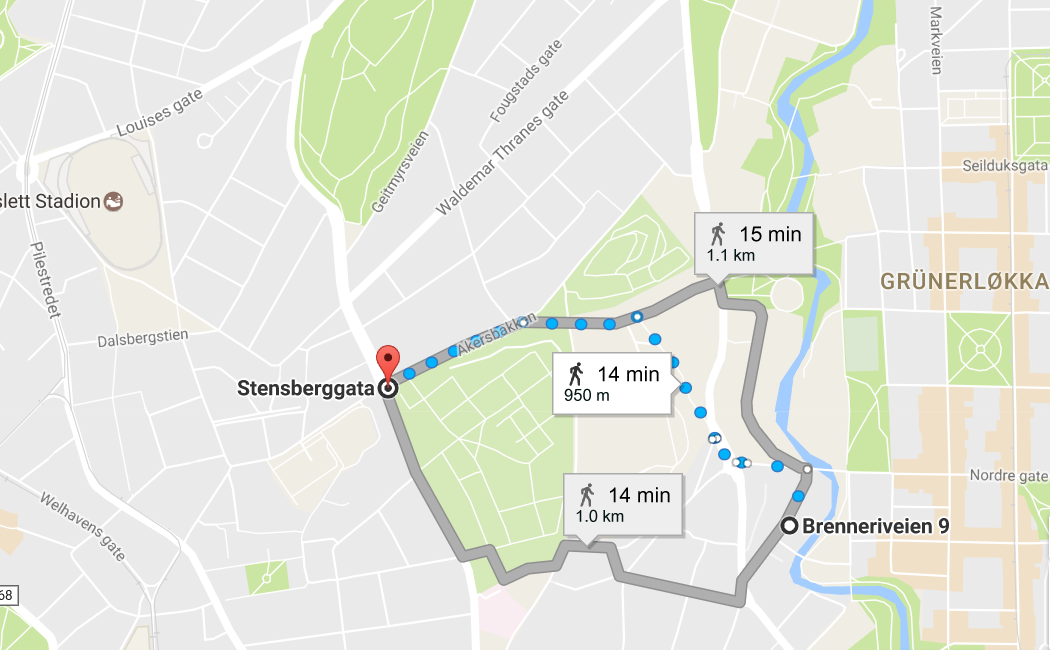 Markveien
Fougstads gate
Louises gate
Waldemar Thranes gate
Geitmyrsveien
Seilduksgata
slett Stadion
15 min
1.1 km
Pilestredet
GRÜNERLØKKA
Dalsbergstien
Akersbakken
14 min
950 m
Stensberggata
Nordre gate
14 min
1.0 km
Welhavens gate
Brenneriveien 9
68